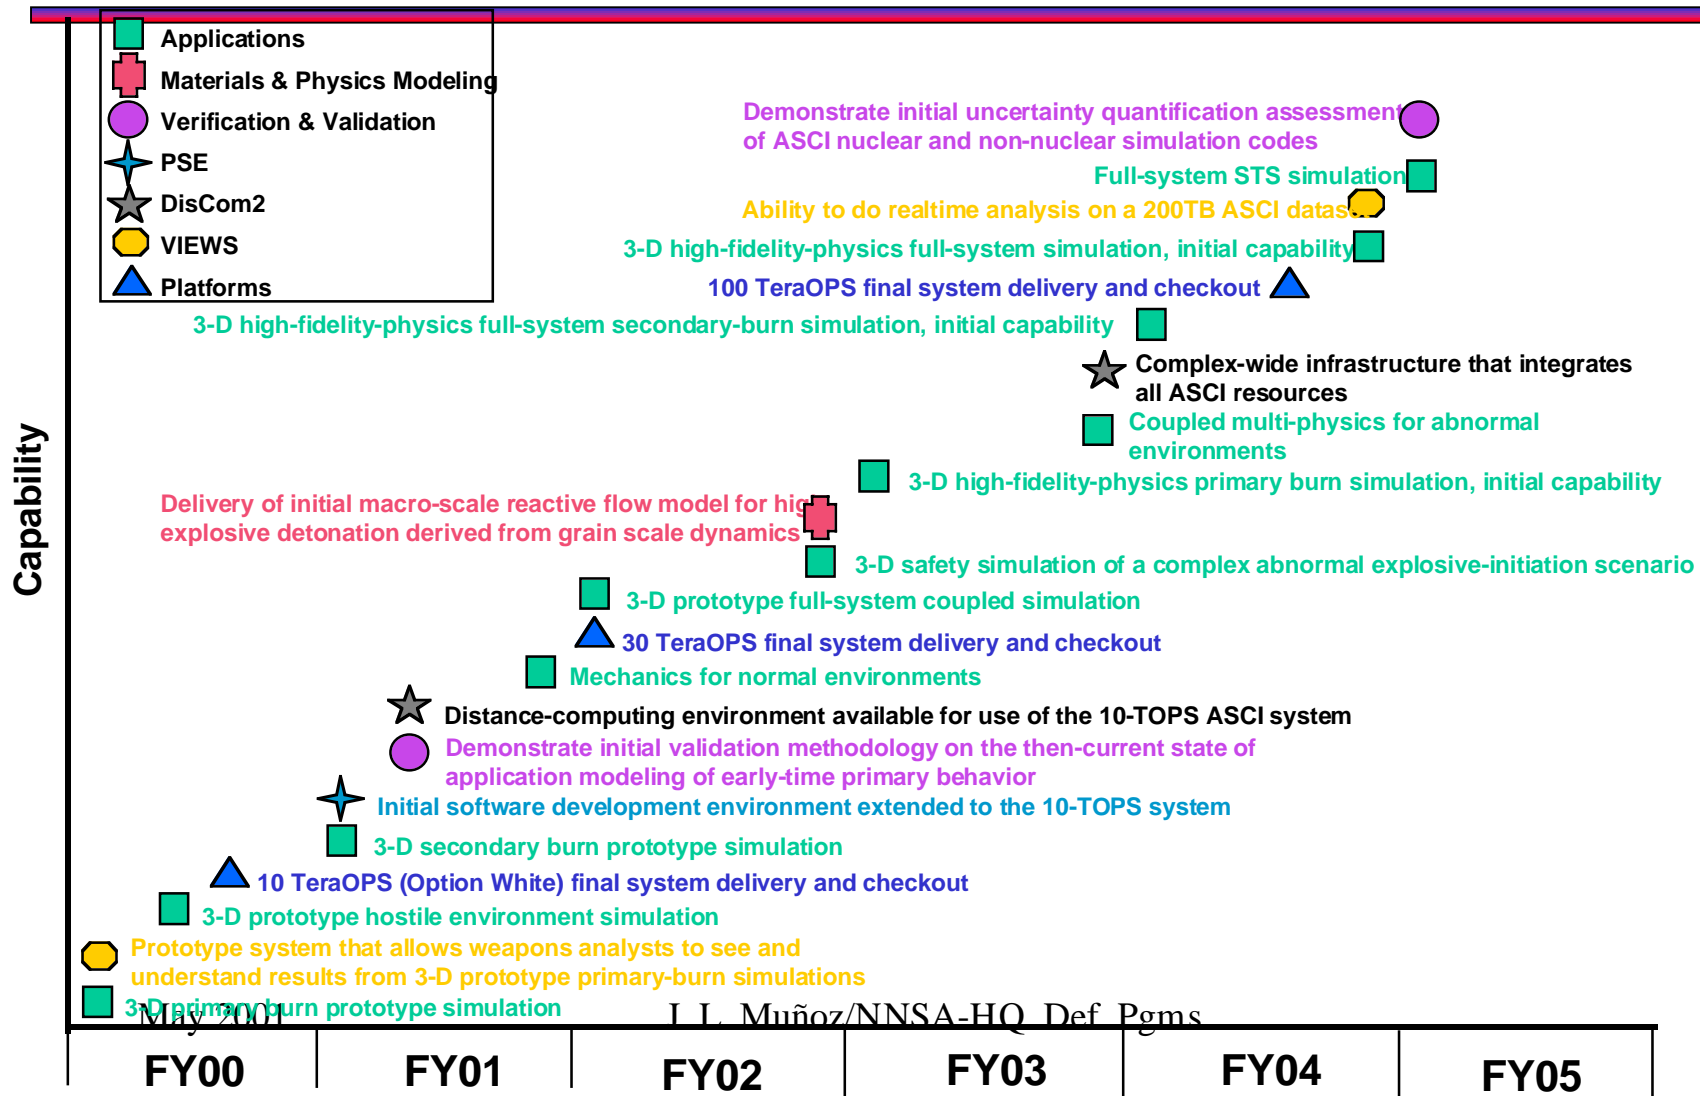 Applications
Materials & Physics Modeling
Verification & Validation
PSE
DisCom2
VIEWS
Platforms
Demonstrate initial uncertainty quantification assessment
of ASCI nuclear and non-nuclear simulation codes
Full-system STS simulation
Ability to do realtime analysis on a 200TB ASCI dataset
3-D high-fidelity-physics full-system simulation, initial capability
100 TeraOPS final system delivery and checkout
3-D high-fidelity-physics full-system secondary-burn simulation, initial capability
Complex-wide infrastructure that integrates
all ASCI resources
Coupled multi-physics for abnormal
environments
3-D high-fidelity-physics primary burn simulation, initial capability
Delivery of initial macro-scale reactive flow model for high
explosive detonation derived from grain scale dynamics
3-D safety simulation of a complex abnormal explosive-initiation scenario
3-D prototype full-system coupled simulation
30 TeraOPS final system delivery and checkout
Mechanics for normal environments
Distance-computing environment available for use of the 10-TOPS ASCI system
Demonstrate initial validation methodology on the then-current state of
application modeling of early-time primary behavior
Initial software development environment extended to the 10-TOPS system
3-D secondary burn prototype simulation
10 TeraOPS (Option White) final system delivery and checkout
3-D prototype hostile environment simulation
Prototype system that allows weapons analysts to see and
understand results from 3-D prototype primary-burn simulations
3-D primary burn prototype simulation
May 2001
J. L. Muñoz/NNSA-HQ Def. Pgms
Capability
FY00
FY01
FY02
FY03
FY04
FY05